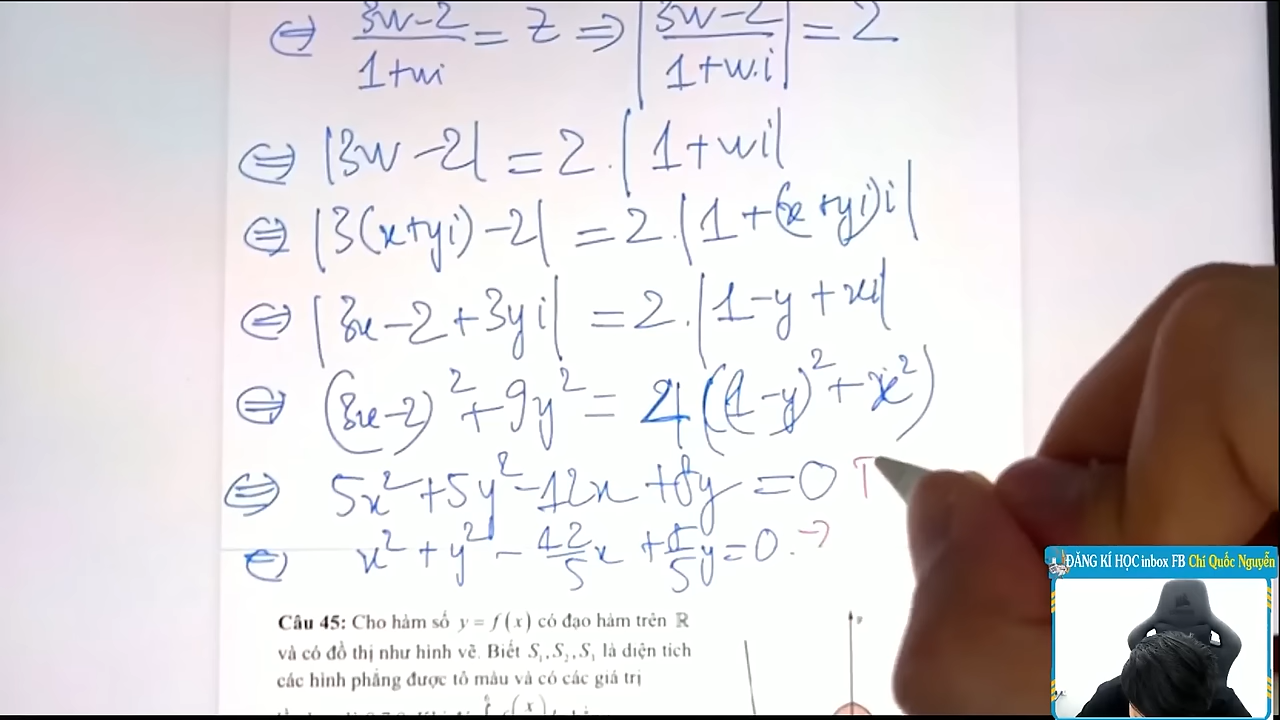 ⇔ (3w-2)/(1+wi) = z ⇒ |(3w-2)/(1+w.i)| = 2
⇔ |3w-2| = 2.|1+wi|
⇔ |3(x+yi)-2| = 2.|1+(x+yi)i|
⇔ |3x-2+3yi| = 2.|1-y+xi|
⇔ (3x-2)² + 9y² = 4((1-y)²+x²)
⇔ 5x²+5y²-12x+8y = 0
⇔ x²+y² - 12/5 x + 8/5 y = 0. →
Câu 45: Cho hàm số y = f(x) có đạo hàm trên ℝ
và có đồ thị như hình vẽ. Biết S₁, S₂, S₃ là diện tích
các hình phẳng được tô màu và có các giá trị
ĐĂNG KÍ HỌC inbox FB Chí Quốc Nguyễn
y